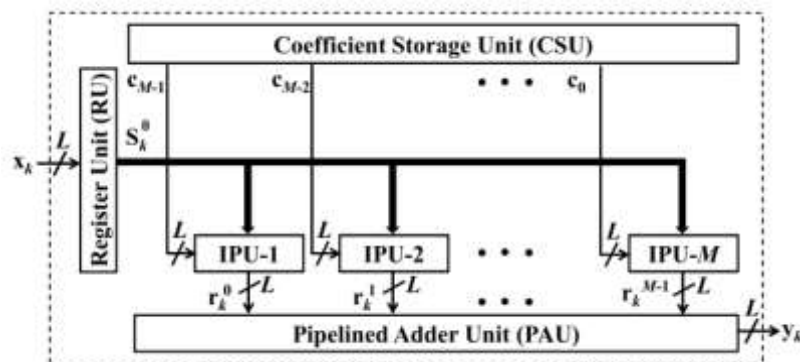 Coefficient Storage Unit (CSU)
c_{M-1} c_{M-2} • • • c_0
Register Unit (RU)
S_k^0
x_k L
L IPU-1 L IPU-2 • • • L IPU-M
r_k^0 L r_k^1 L • • • r_k^{M-1} L
Pipelined Adder Unit (PAU) L y_k